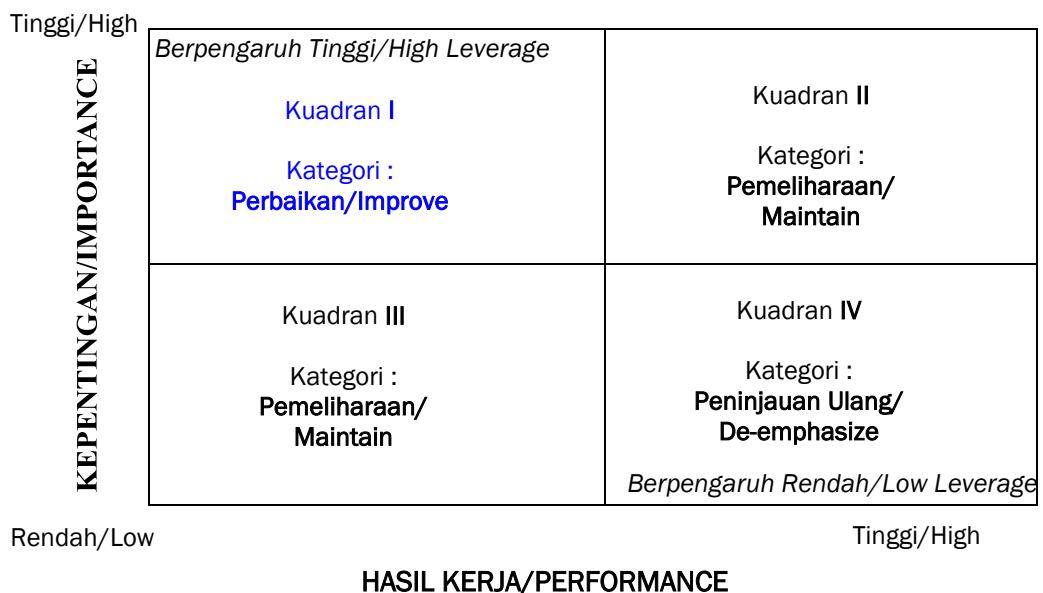 Tinggi/High
KEPENTINGAN/IMPORTANCE
Berpengaruh Tinggi/High Leverage
Kuadran I
Kategori :
Perbaikan/Improve
Kuadran II
Kategori :
Pemeliharaan/
Maintain
Kuadran III
Kategori :
Pemeliharaan/
Maintain
Kuadran IV
Kategori :
Peninjauan Ulang/
De-emphasize
Berpengaruh Rendah/Low Leverage
Rendah/Low
Tinggi/High
HASIL KERJA/PERFORMANCE